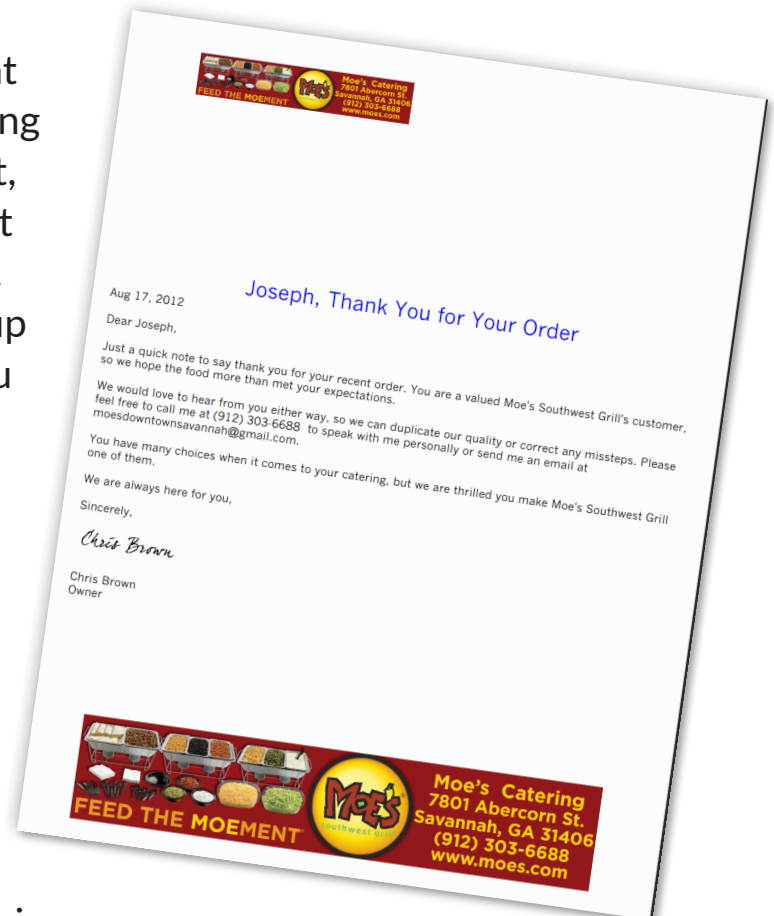 Moe's Catering
7801 Abercorn St.
Savannah, GA 31406
(912) 303-6688
www.moes.com
FEED THE MOEMENT
MOE'S
Aug 17, 2012
Joseph, Thank You for Your Order
Dear Joseph,
Just a quick note to say thank you for your recent order. You are a valued Moe's Southwest Grill's customer,
so we hope the food more than met your expectations.
We would love to hear from you either way, so we can duplicate our quality or correct any missteps. Please
feel free to call me at (912) 303-6688 to speak with me personally or send me an email at
moesdowntownsavannah@gmail.com.
You have many choices when it comes to your catering, but we are thrilled you make Moe's Southwest Grill
one of them.
We are always here for you,
Sincerely,
Chris Brown
Chris Brown
Owner
FEED THE MOEMENT
MOE'S
southwest grill
Moe's Catering
7801 Abercorn St.
Savannah, GA 31406
(912) 303-6688
www.moes.com